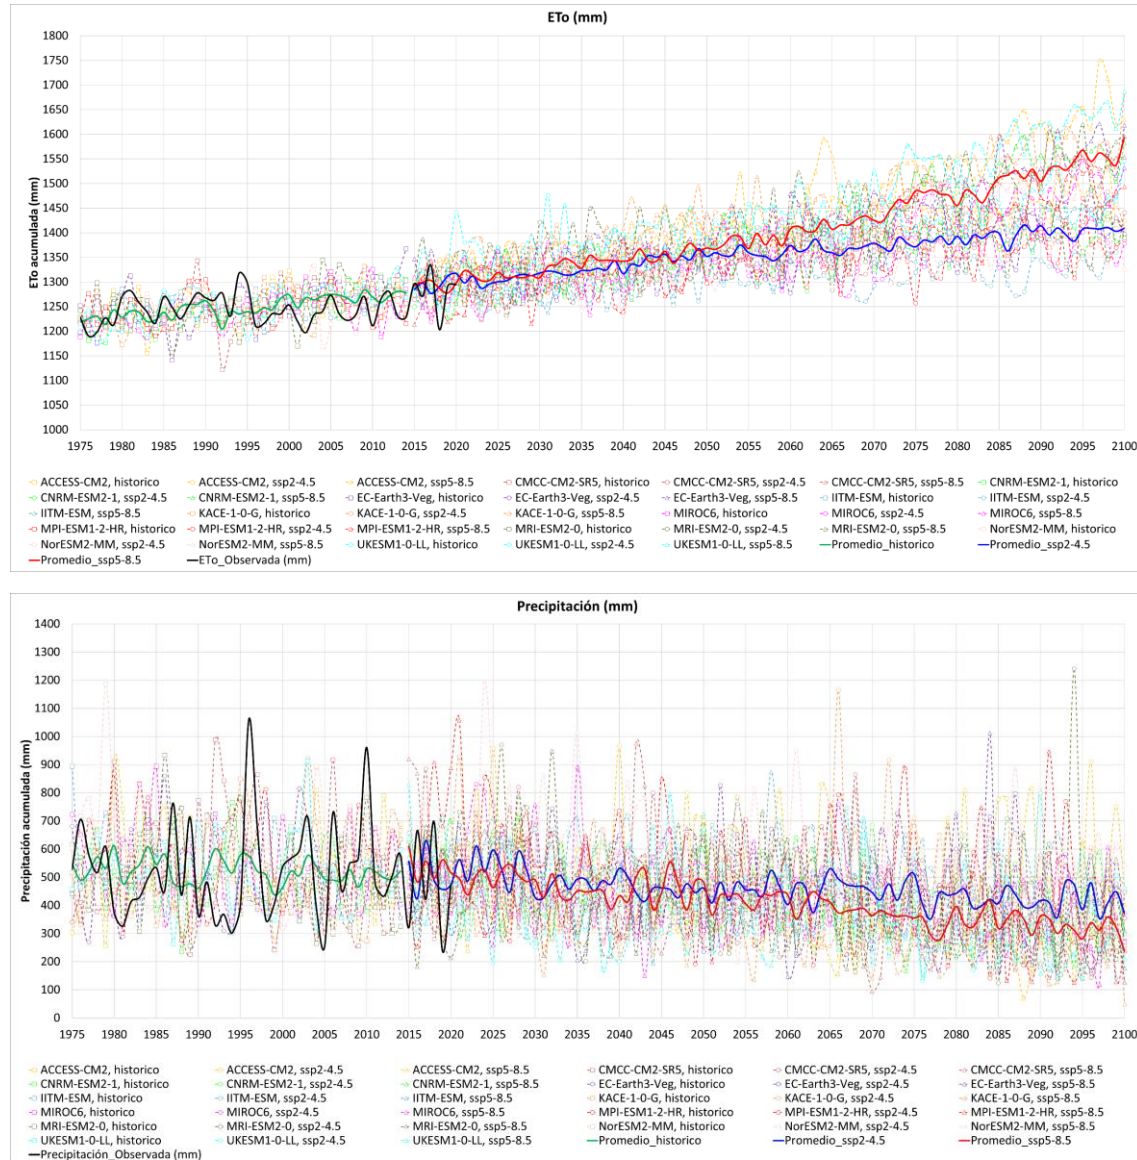 ETo (mm)
1800
1750
1700
1650
1600
1550
1500
1450
1400
1350
1300
1250
1200
1150
1100
1050
1000
ETo acumulada (mm)
1975 1980 1985 1990 1995 2000 2005 2010 2015 2020 2025 2030 2035 2040 2045 2050 2055 2060 2065 2070 2075 2080 2085 2090 2095 2100
ACCESS-CM2, historico ACCESS-CM2, ssp2-4.5 ACCESS-CM2, ssp5-8.5 CMCC-CM2-SR5, historico CMCC-CM2-SR5, ssp2-4.5 CMCC-CM2-SR5, ssp5-8.5 CNRM-ESM2-1, historico
CNRM-ESM2-1, ssp2-4.5 CNRM-ESM2-1, ssp5-8.5 EC-Earth3-Veg, historico EC-Earth3-Veg, ssp2-4.5 EC-Earth3-Veg, ssp5-8.5 IITM-ESM, historico IITM-ESM, ssp2-4.5
IITM-ESM, ssp5-8.5 KACE-1-0-G, historico KACE-1-0-G, ssp2-4.5 KACE-1-0-G, ssp5-8.5 MIROC6, historico MIROC6, ssp2-4.5 MIROC6, ssp5-8.5
MPI-ESM1-2-HR, historico MPI-ESM1-2-HR, ssp2-4.5 MPI-ESM1-2-HR, ssp5-8.5 MRI-ESM2-0, historico MRI-ESM2-0, ssp2-4.5 MRI-ESM2-0, ssp5-8.5 NorESM2-MM, historico
NorESM2-MM, ssp2-4.5 NorESM2-MM, ssp5-8.5 UKESM1-0-LL, historico UKESM1-0-LL, ssp2-4.5 UKESM1-0-LL, ssp5-8.5 Promedio_historico Promedio_ssp2-4.5
Promedio_ssp5-8.5 ETo_Observada (mm)
Precipitación (mm)
1400
1300
1200
1100
1000
900
800
700
600
500
400
300
200
100
0
Precipitación acumulada (mm)
1975 1980 1985 1990 1995 2000 2005 2010 2015 2020 2025 2030 2035 2040 2045 2050 2055 2060 2065 2070 2075 2080 2085 2090 2095 2100
ACCESS-CM2, historico ACCESS-CM2, ssp2-4.5 ACCESS-CM2, ssp5-8.5 CMCC-CM2-SR5, historico CMCC-CM2-SR5, ssp2-4.5 CMCC-CM2-SR5, ssp5-8.5
CNRM-ESM2-1, historico CNRM-ESM2-1, ssp2-4.5 CNRM-ESM2-1, ssp5-8.5 EC-Earth3-Veg, historico EC-Earth3-Veg, ssp2-4.5 EC-Earth3-Veg, ssp5-8.5
IITM-ESM, historico IITM-ESM, ssp2-4.5 IITM-ESM, ssp5-8.5 KACE-1-0-G, historico KACE-1-0-G, ssp2-4.5 KACE-1-0-G, ssp5-8.5
MIROC6, historico MIROC6, ssp2-4.5 MIROC6, ssp5-8.5 MPI-ESM1-2-HR, historico MPI-ESM1-2-HR, ssp2-4.5 MPI-ESM1-2-HR, ssp5-8.5
MRI-ESM2-0, historico MRI-ESM2-0, ssp2-4.5 MRI-ESM2-0, ssp5-8.5 NorESM2-MM, historico NorESM2-MM, ssp2-4.5 NorESM2-MM, ssp5-8.5
UKESM1-0-LL, historico UKESM1-0-LL, ssp2-4.5 UKESM1-0-LL, ssp5-8.5 Promedio_historico Promedio_ssp2-4.5 Promedio_ssp5-8.5
Precipitación_Observada (mm)